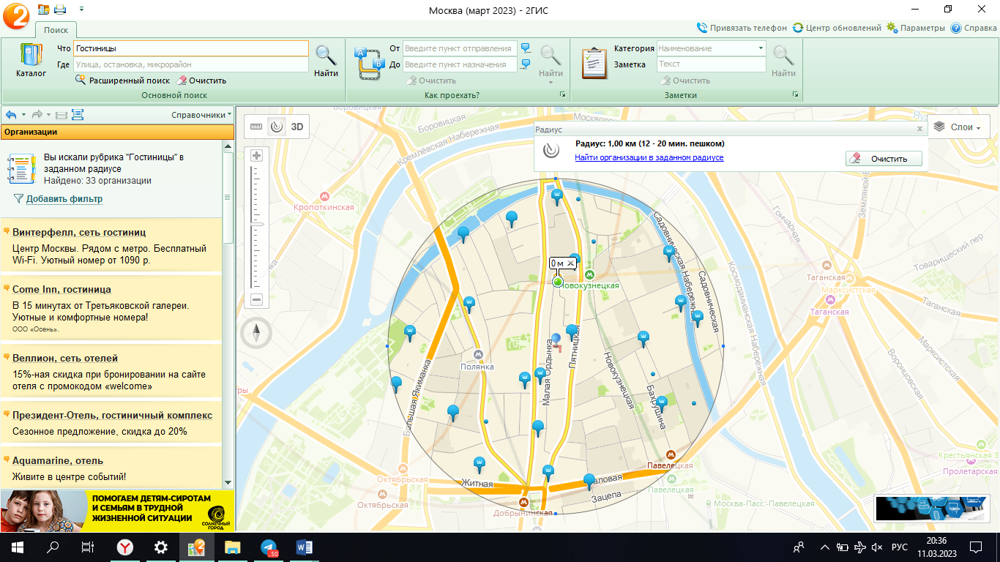 Москва (март 2023) - 2ГИС
Поиск
Привязать телефон
Центр обновлений
Параметры
Справка
Каталог
Что
Гостиницы
Где
Улица, остановка, микрорайон
Расширенный поиск
Очистить
Найти
Основной поиск
От
Введите пункт отправления
До
Введите пункт назначения
Очистить
Найти
Как проехать?
Категория
Наименование
Заметка
Текст
Очистить
Найти
Заметки
Справочники
Организации
Вы искали рубрика "Гостиницы" в
заданном радиусе
Найдено: 33 организации
Добавить фильтр
Винтерфелл, сеть гостиниц
Центр Москвы. Рядом с метро. Бесплатный
Wi-Fi. Уютный номер от 1090 р.
Come Inn, гостиница
В 15 минутах от Третьяковской галереи.
Уютные и комфортные номера!
ООО «Осень».
Веллион, сеть отелей
15%-ная скидка при бронировании на сайте
отеля с промокодом «welcome»
Президент-Отель, гостиничный комплекс
Сезонное предложение, скидка до 20%
Aquamarine, отель
Живите в центре событий!
ПОМОГАЕМ ДЕТЯМ-СИРОТАМ
И СЕМЬЯМ В ТРУДНОЙ
ЖИЗНЕННОЙ СИТУАЦИИ
СОЛНЕЧНЫЙ
ГОРОД
3D
Радиус
Радиус: 1,00 км (12 - 20 мин. пешком)
Найти организации в заданном радиусе
Очистить
Слои
Боровицкая
Кремлёвская Набережная
Кропоткинская
0 м
Новокузнецкая
Садовническая Набережная
Садовническая
Космодамианская Набережная
Гончарная
Земляной
Товарищеский пер
Таганская
Марксистская
Таганская
Таганская
Марксистская
Воронцовская
Полянка
Малая Ордынка
Пятницкая
Новокузнецкая
Бахрушина
Большая Якиманка
Октябрьская
Октябрьская
Житная
Добрынинская
Валовая
Зацепа
Павелецкая
Павелецкая
Москва-Пасс.-Павелецкая
Крестьянская З
Пролетарская
50
РУС
20:36
11.03.2023